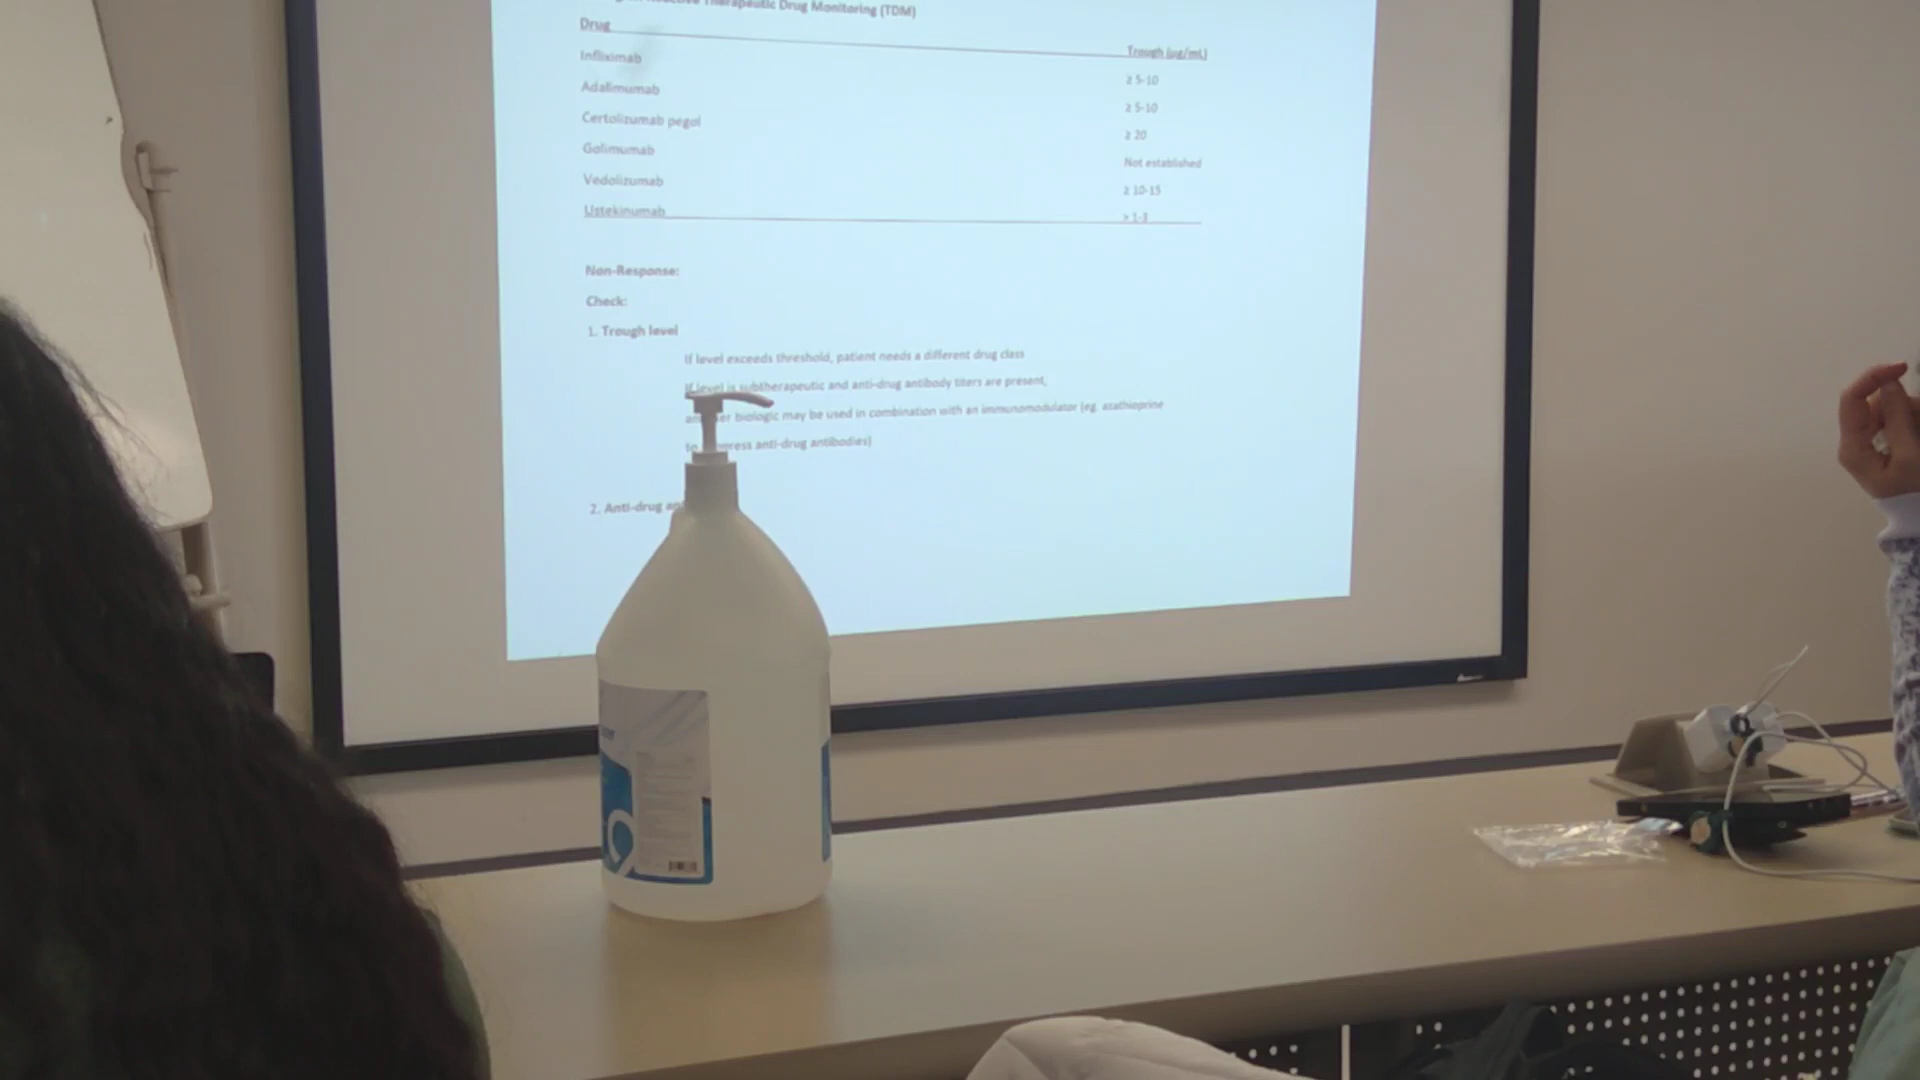 Therapeutic Drug Monitoring (TDM)
Drug Trough (µg/mL)
Infliximab ≥ 5-10
Adalimumab ≥ 5-10
Certolizumab pegol ≥ 20
Golimumab Not established
Vedolizumab ≥ 10-15
Ustekinumab > 1-3
Non-Response:
Check:
1. Trough level
If level exceeds threshold, patient needs a different drug class
If level is subtherapeutic and anti-drug antibody titers are present,
biologic may be used in combination with an immunomodulator (eg. azathioprine
to anti-drug antibodies)
2. Anti-drug